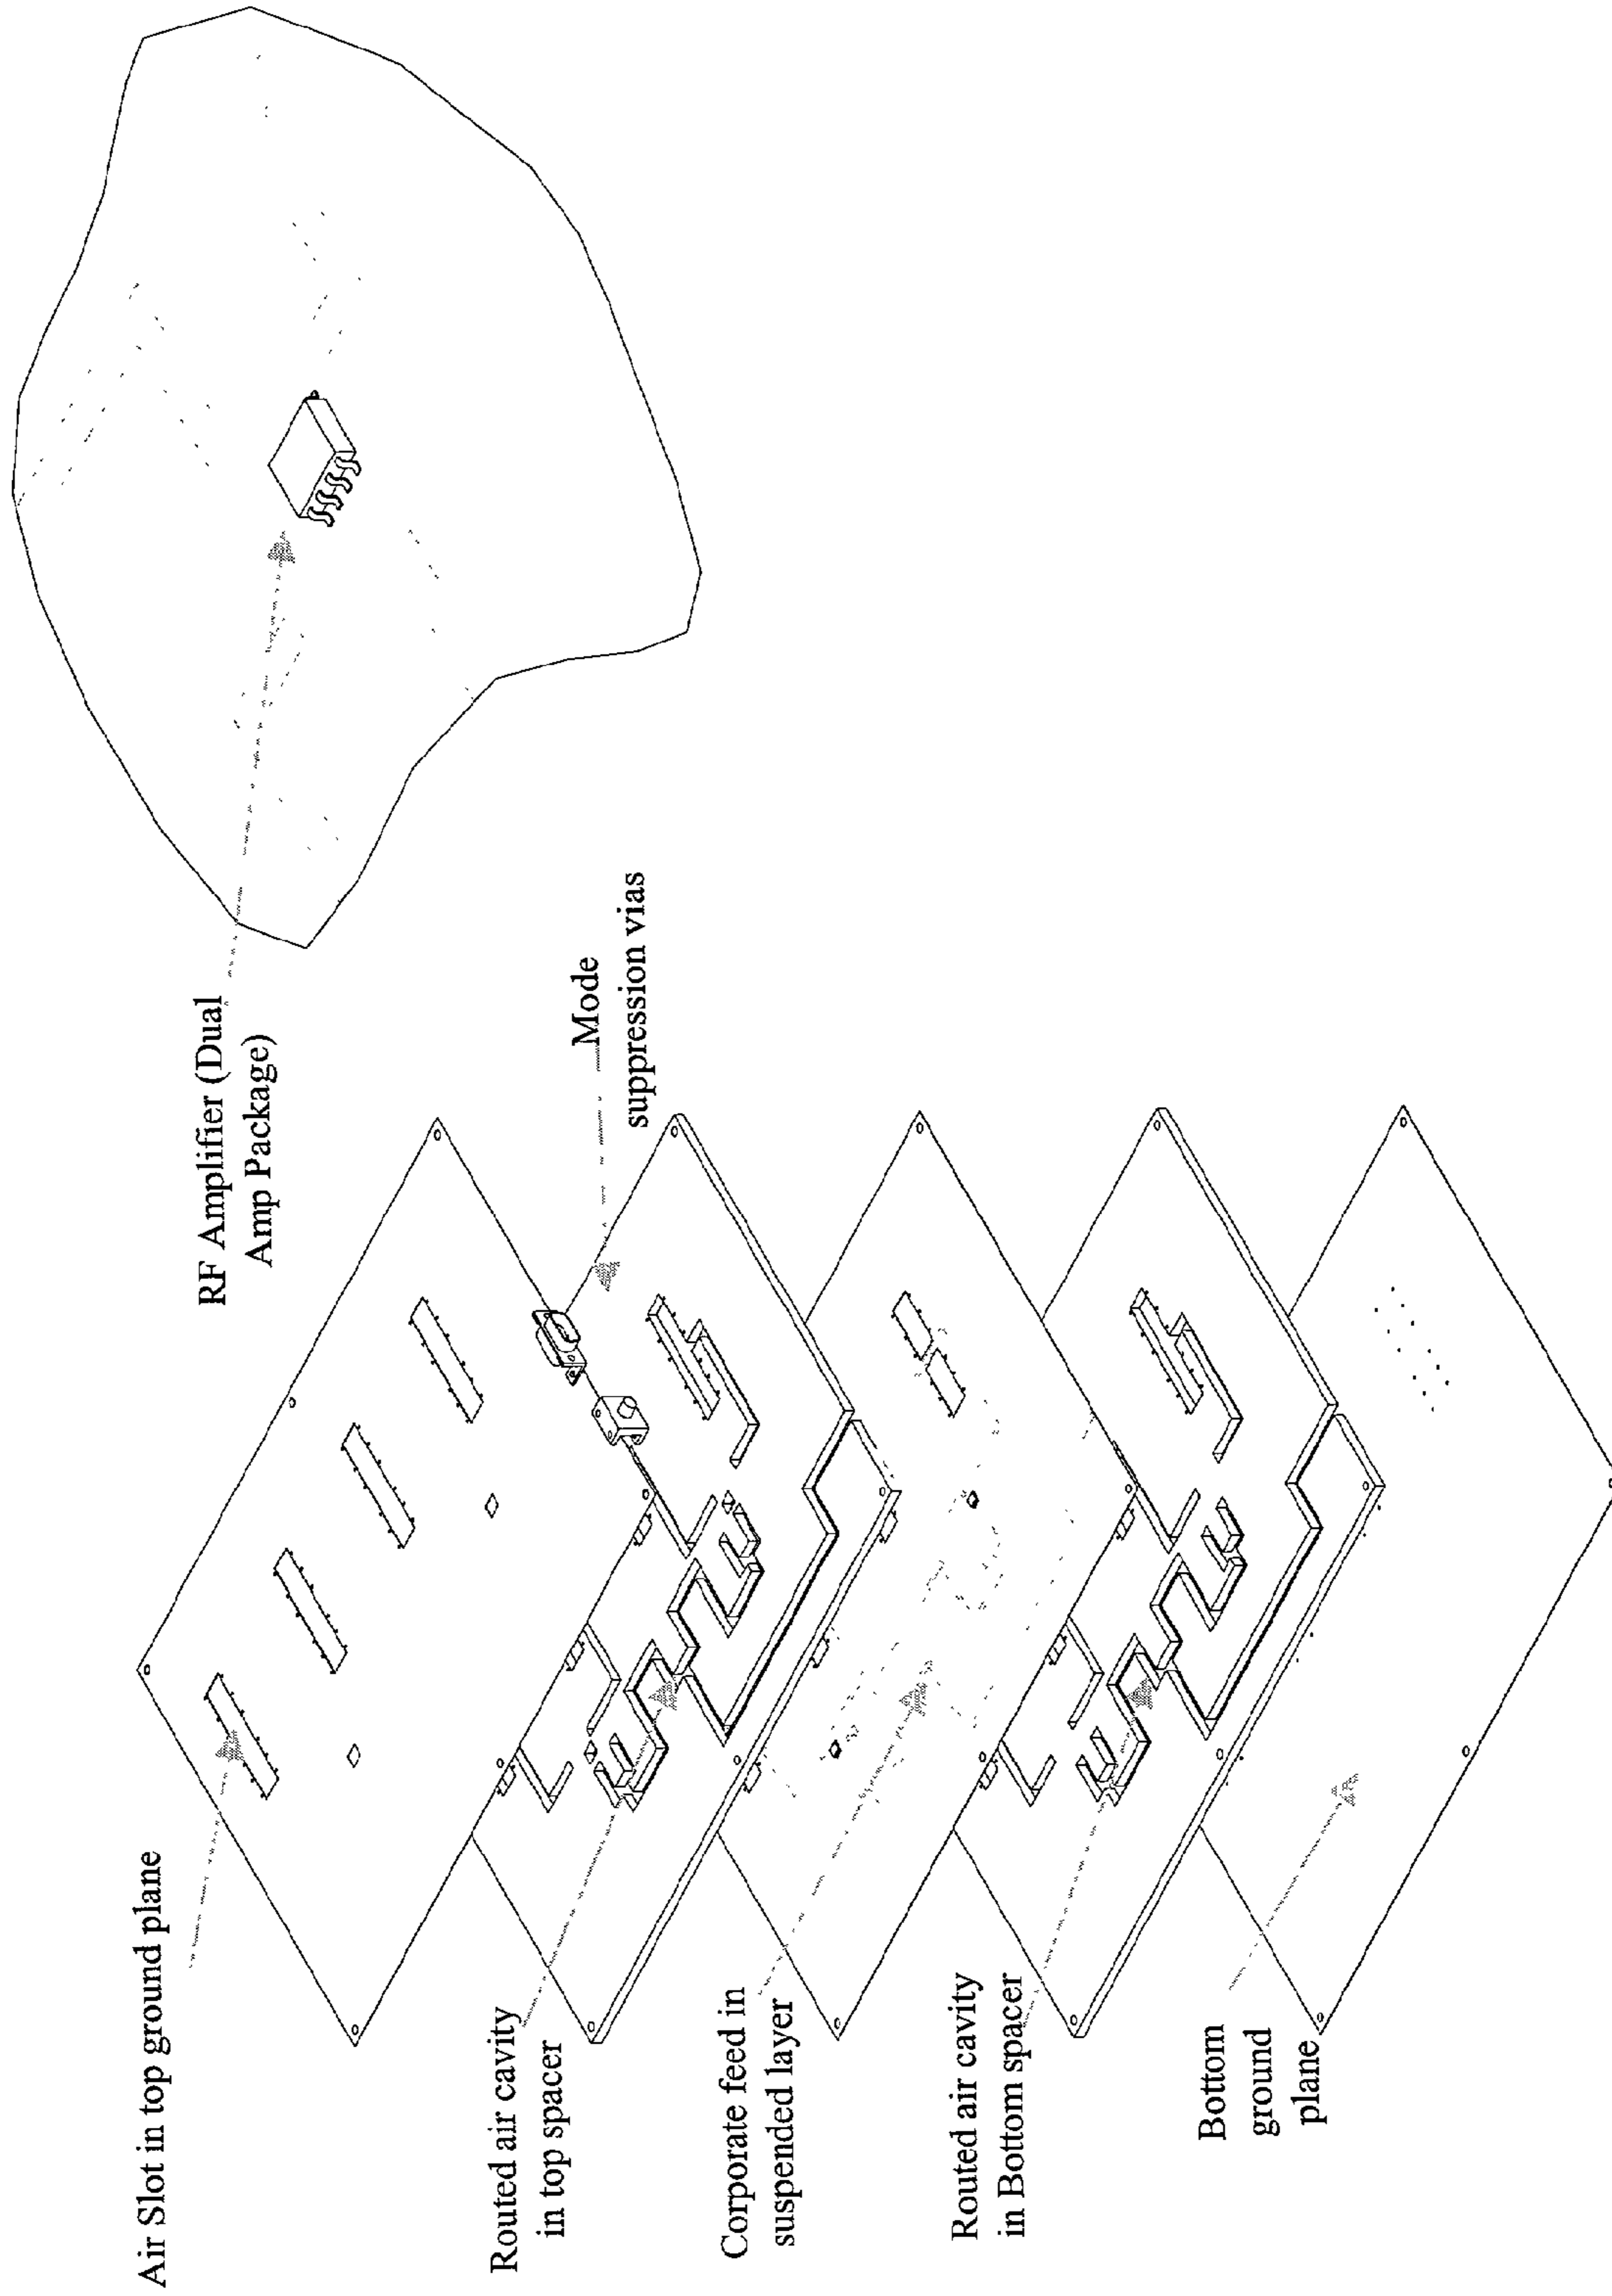 Air Slot in top ground plane
RF Amplifier (Dual
Amp Package)
Routed air cavity
in top spacer
Mode
suppression vias
Corporate feed in
suspended layer
Routed air cavity
in Bottom spacer
Bottom
ground
plane